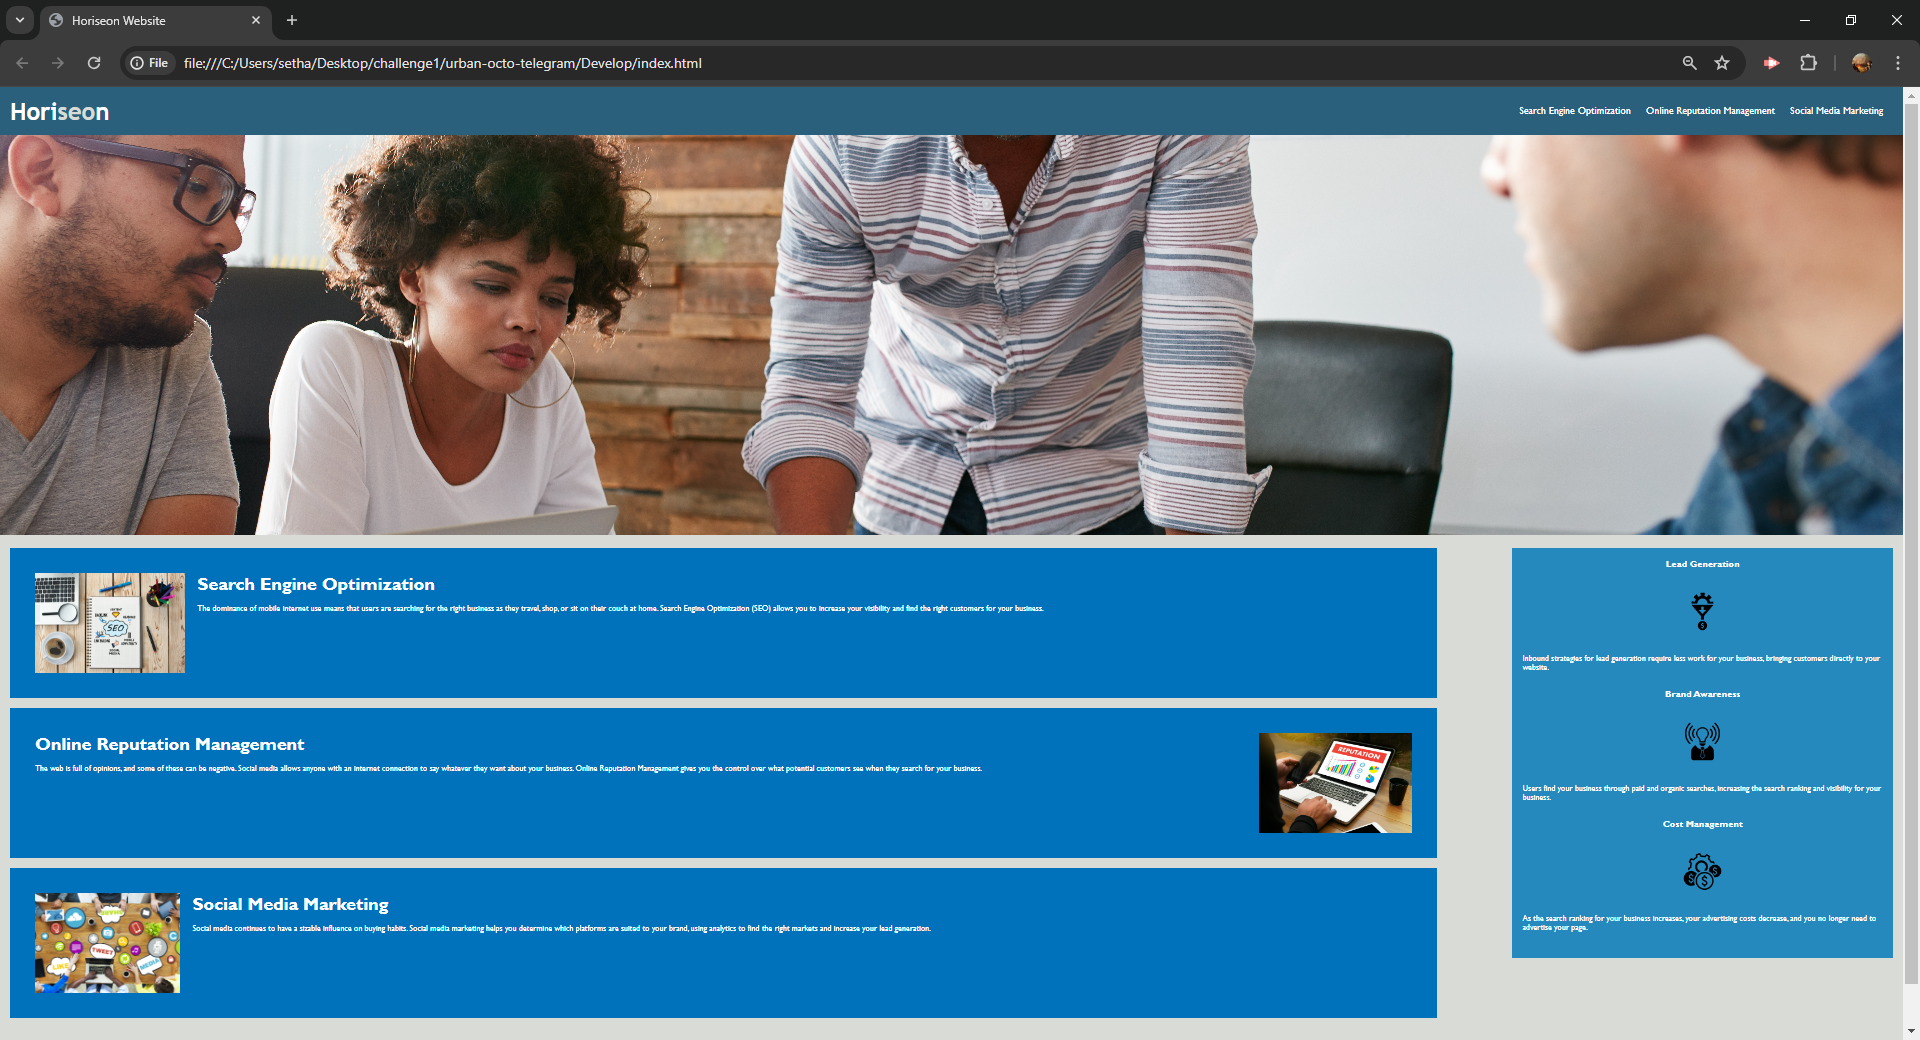 Horiseon Website
File
file:///C:/Users/setha/Desktop/challenge1/urban-octo-telegram/Develop/index.html
Horiseon
Search Engine Optimization
Online Reputation Management
Social Media Marketing
Search Engine Optimization
The dominance of mobile internet use means that users are searching for the right business as they travel, shop, or sit on their couch at home. Search Engine Optimization (SEO) allows you to increase your visibility and find the right customers for your business.
SEO
Online Reputation Management
The web is full of opinions, and some of these can be negative. Social media allows anyone with an internet connection to say whatever they want about your business. Online Reputation Management gives you the control over what potential customers see when they search for your business.
REPUTATION
Social Media Marketing
Social media continues to have a sizable influence on buying habits. Social media marketing helps you determine which platforms are suited to your brand, using analytics to find the right markets and increase your lead generation.
SHARE
TWEET
LIKE
MEDIA
Lead Generation
Inbound strategies for lead generation require less work for your business, bringing customers directly to your
website.
Brand Awareness
Users find your business through paid and organic searches, increasing the search ranking and visibility for your
business.
Cost Management
As the search ranking for your business increases, your advertising costs decrease, and you no longer need to
advertise your page.